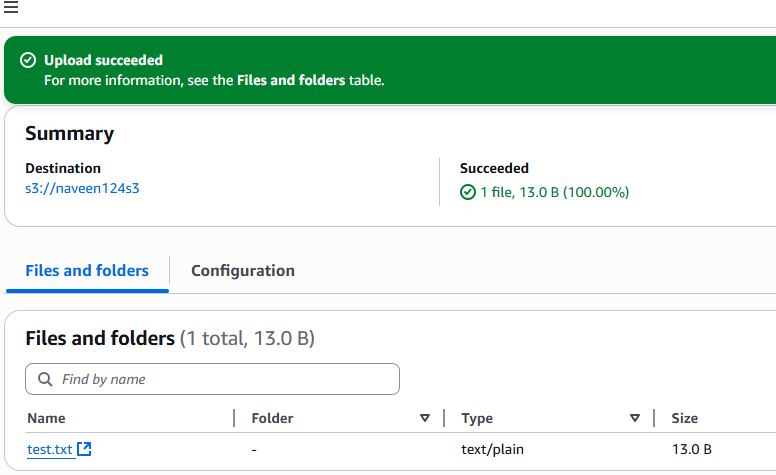 Upload succeeded
For more information, see the Files and folders table.
Summary
Destination
s3://naveen124s3
Succeeded
1 file, 13.0 B (100.00%)
Files and folders
Configuration
Files and folders (1 total, 13.0 B)
Find by name
Name Folder Type Size
test.txt - text/plain 13.0 B